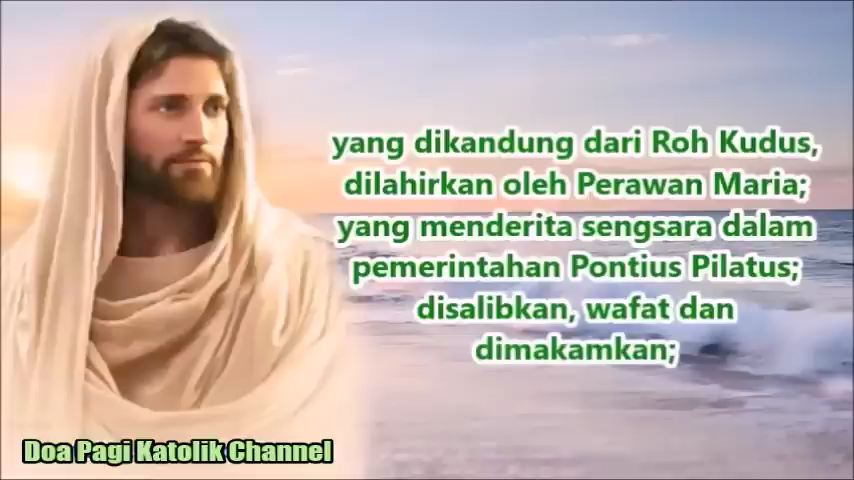 yang dikandung dari Roh Kudus,
dilahirkan oleh Perawan Maria;
yang menderita sengsara dalam
pemerintahan Pontius Pilatus;
disalibkan, wafat dan
dimakamkan;
Doa Pagi Katolik Channel